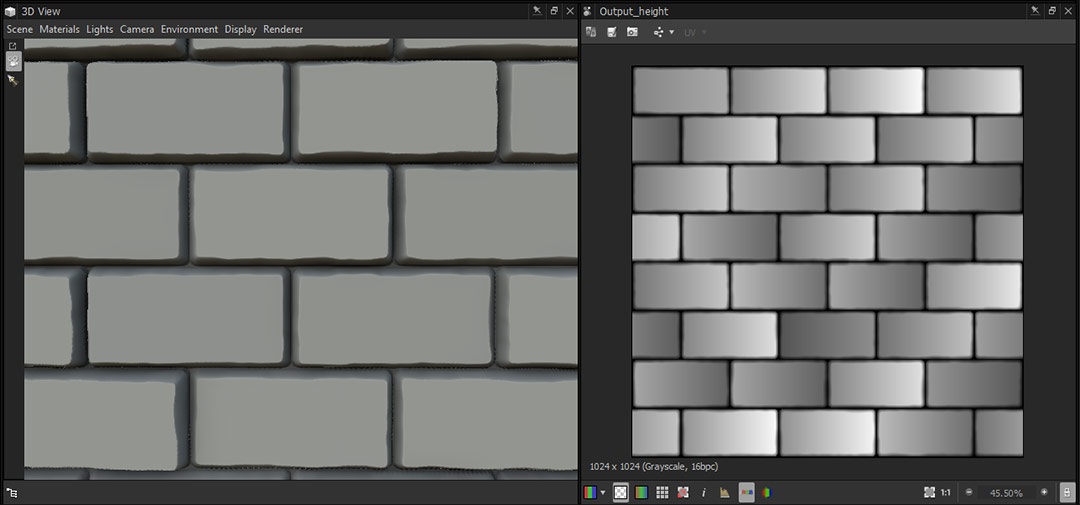 3D View
Scene Materials Lights Camera Environment Display Renderer
Output_height
UV
1024 x 1024 (Grayscale, 16bpc)
i
RGB
1:1
45.50%